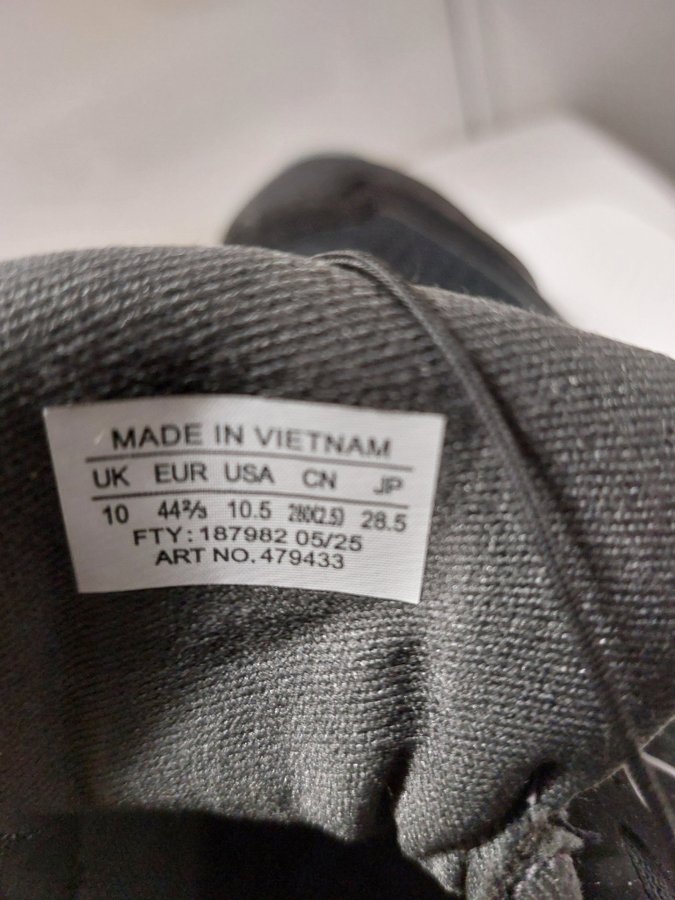 MADE IN VIETNAM
UK EUR USA CN JP
10 44⅔ 10.5 280(2.5) 28.5
FTY: 187982 05/25
ART NO. 479433